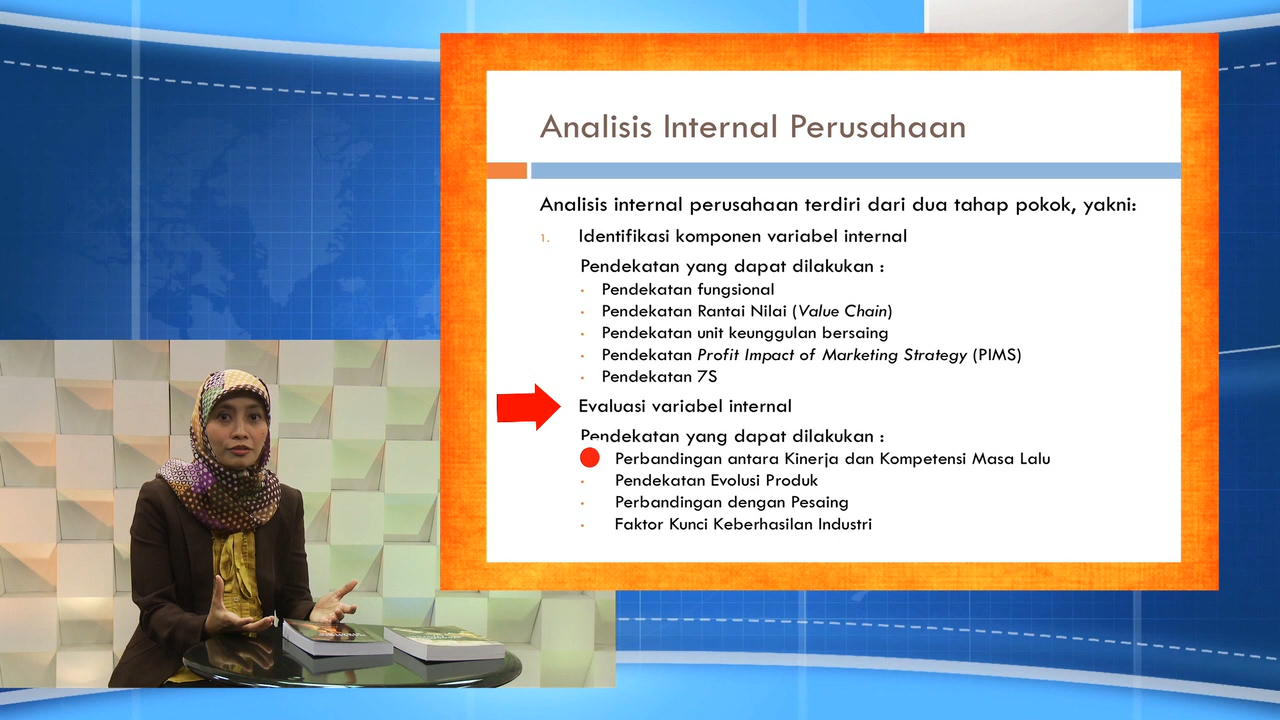 Analisis Internal Perusahaan
Analisis internal perusahaan terdiri dari dua tahap pokok, yakni:
1. Identifikasi komponen variabel internal
Pendekatan yang dapat dilakukan :
• Pendekatan fungsional
• Pendekatan Rantai Nilai (Value Chain)
• Pendekatan unit keunggulan bersaing
• Pendekatan Profit Impact of Marketing Strategy (PIMS)
• Pendekatan 7S
Evaluasi variabel internal
Pendekatan yang dapat dilakukan :
Perbandingan antara Kinerja dan Kompetensi Masa Lalu
• Pendekatan Evolusi Produk
• Perbandingan dengan Pesaing
• Faktor Kunci Keberhasilan Industri